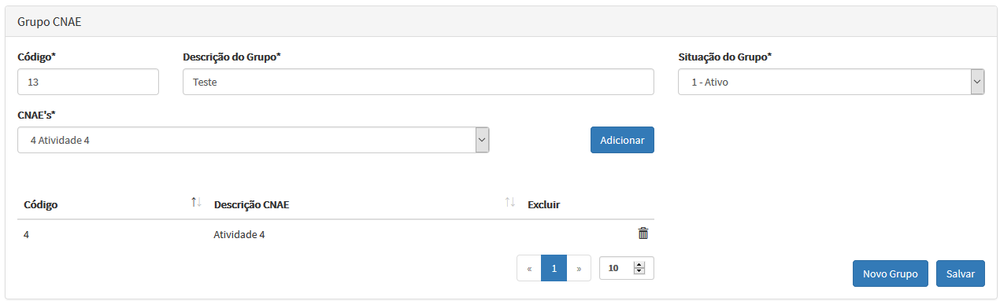 Grupo CNAE
Código* Descrição do Grupo* Situação do Grupo*
13 Teste 1 - Ativo
CNAE's*
4 Atividade 4 Adicionar
Código Descrição CNAE Excluir
4 Atividade 4
« 1 » 10
Novo Grupo Salvar